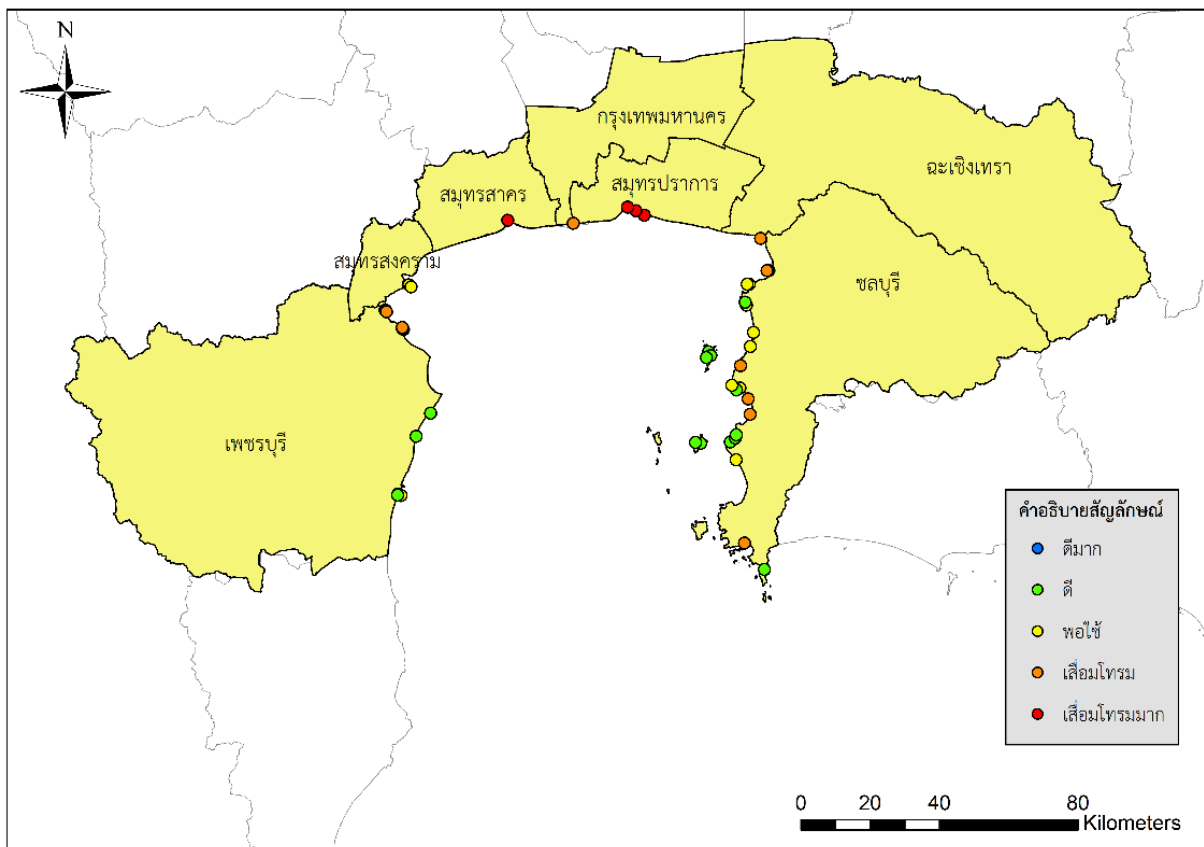 N
กรุงเทพมหานคร
ฉะเชิงเทรา
สมุทรปราการ
สมุทรสาคร
สมุทรสงคราม
ชลบุรี
เพชรบุรี
คำอธิบายสัญลักษณ์
ดีมาก
ดี
พอใช้
เสื่อมโทรม
เสื่อมโทรมมาก
0 20 40 80
Kilometers